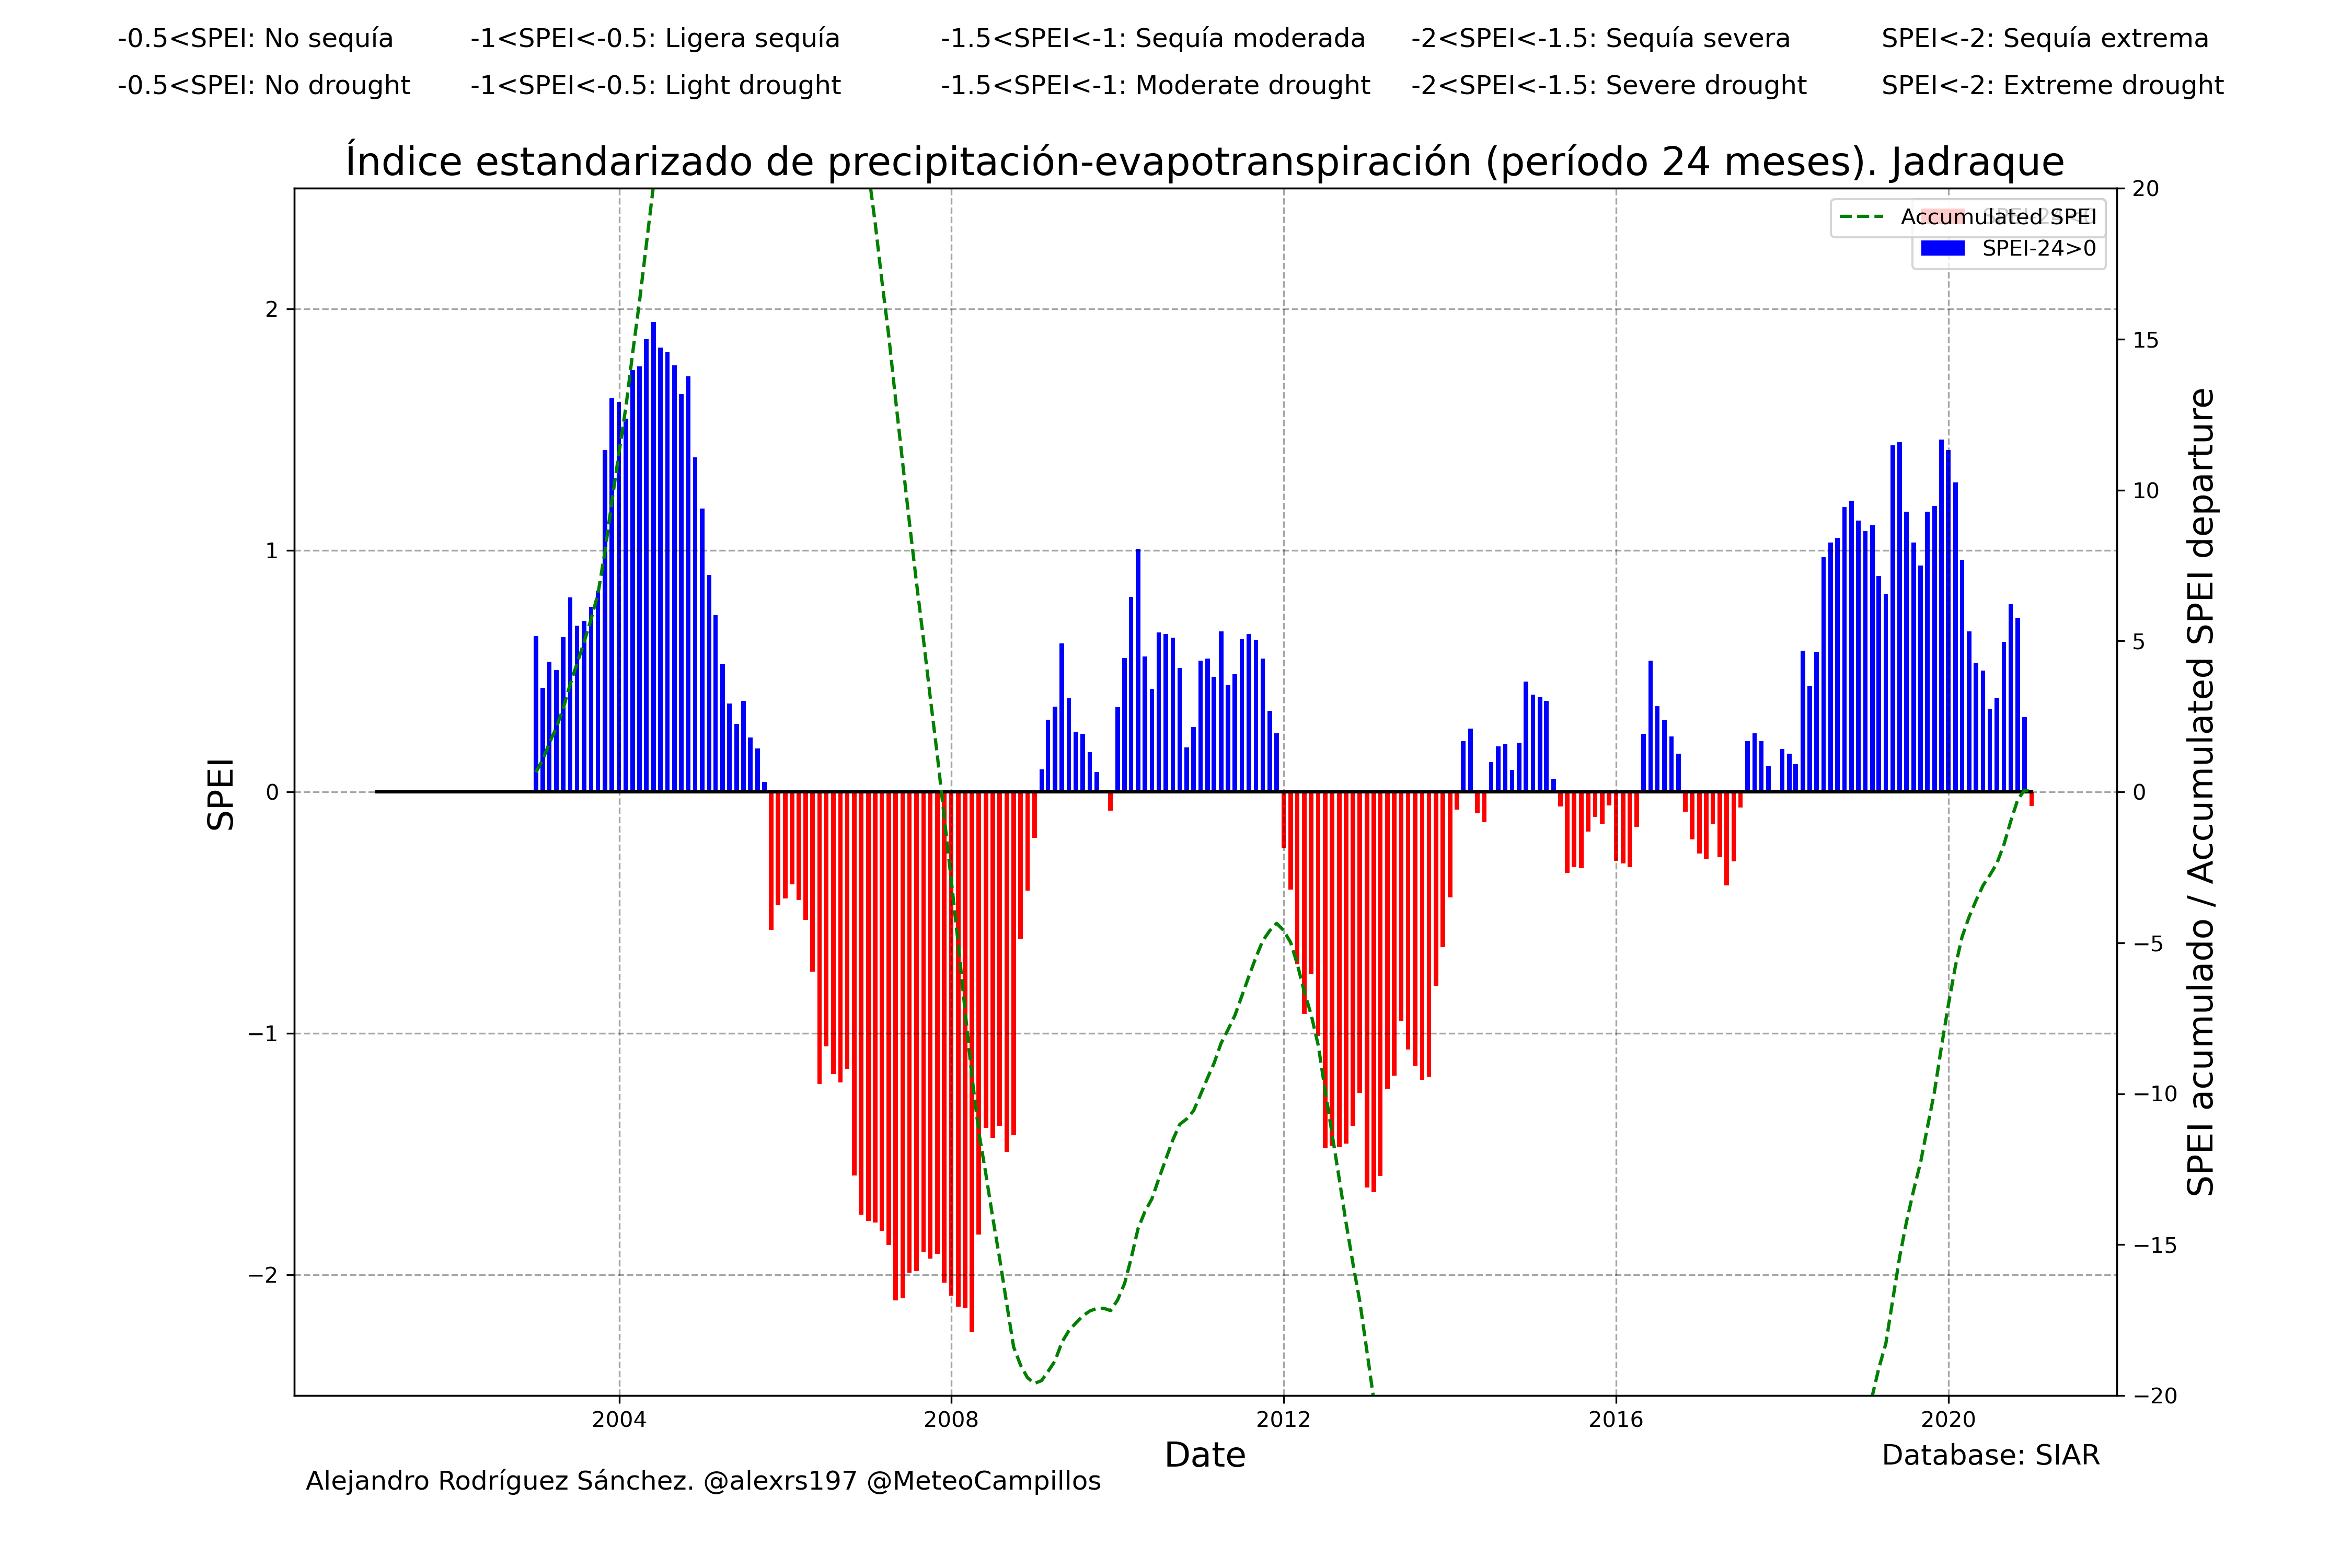 -0.5<SPEI: No sequía -1<SPEI<-0.5: Ligera sequía -1.5<SPEI<-1: Sequía moderada -2<SPEI<-1.5: Sequía severa SPEI<-2: Sequía extrema
-0.5<SPEI: No drought -1<SPEI<-0.5: Light drought -1.5<SPEI<-1: Moderate drought -2<SPEI<-1.5: Severe drought SPEI<-2: Extreme drought
Índice estandarizado de precipitación-evapotranspiración (período 24 meses). Jadraque
Accumulated SPEI
SPEI-24>0
2
1
0
−1
−2
SPEI
20
15
10
5
0
−5
−10
−15
−20
SPEI acumulado / Accumulated SPEI departure
2004 2008 2012 2016 2020
Date
Database: SIAR
Alejandro Rodríguez Sánchez. @alexrs197 @MeteoCampillos